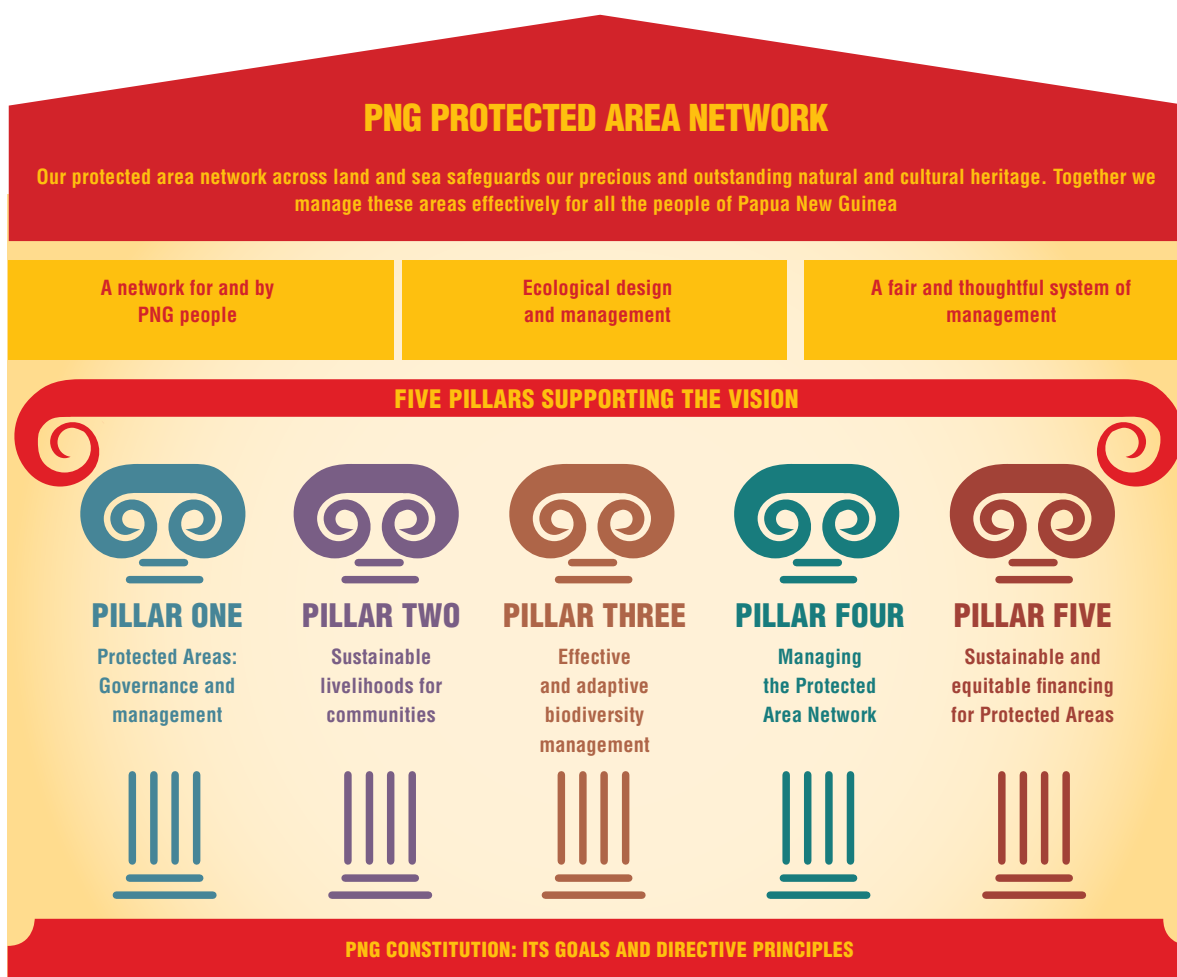 PNG PROTECTED AREA NETWORK
Our protected area network across land and sea safeguards our precious and outstanding natural and cultural heritage. Together we
manage these areas effectively for all the people of Papua New Guinea
A network for and by
PNG people
Ecological design
and management
A fair and thoughtful system of
management
FIVE PILLARS SUPPORTING THE VISION
PILLAR ONE
Protected Areas:
Governance and
management
PILLAR TWO
Sustainable
livelihoods for
communities
PILLAR THREE
Effective
and adaptive
biodiversity
management
PILLAR FOUR
Managing
the Protected
Area Network
PILLAR FIVE
Sustainable and
equitable financing
for Protected Areas
PNG CONSTITUTION: ITS GOALS AND DIRECTIVE PRINCIPLES